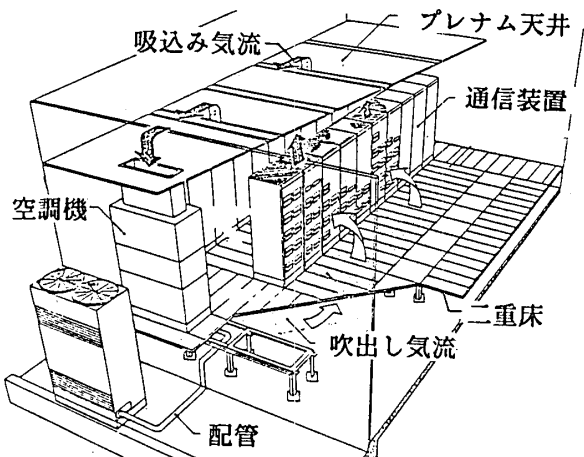 プレナム天井
吸込み気流
通信装置
空調機
二重床
吹出し気流
配管